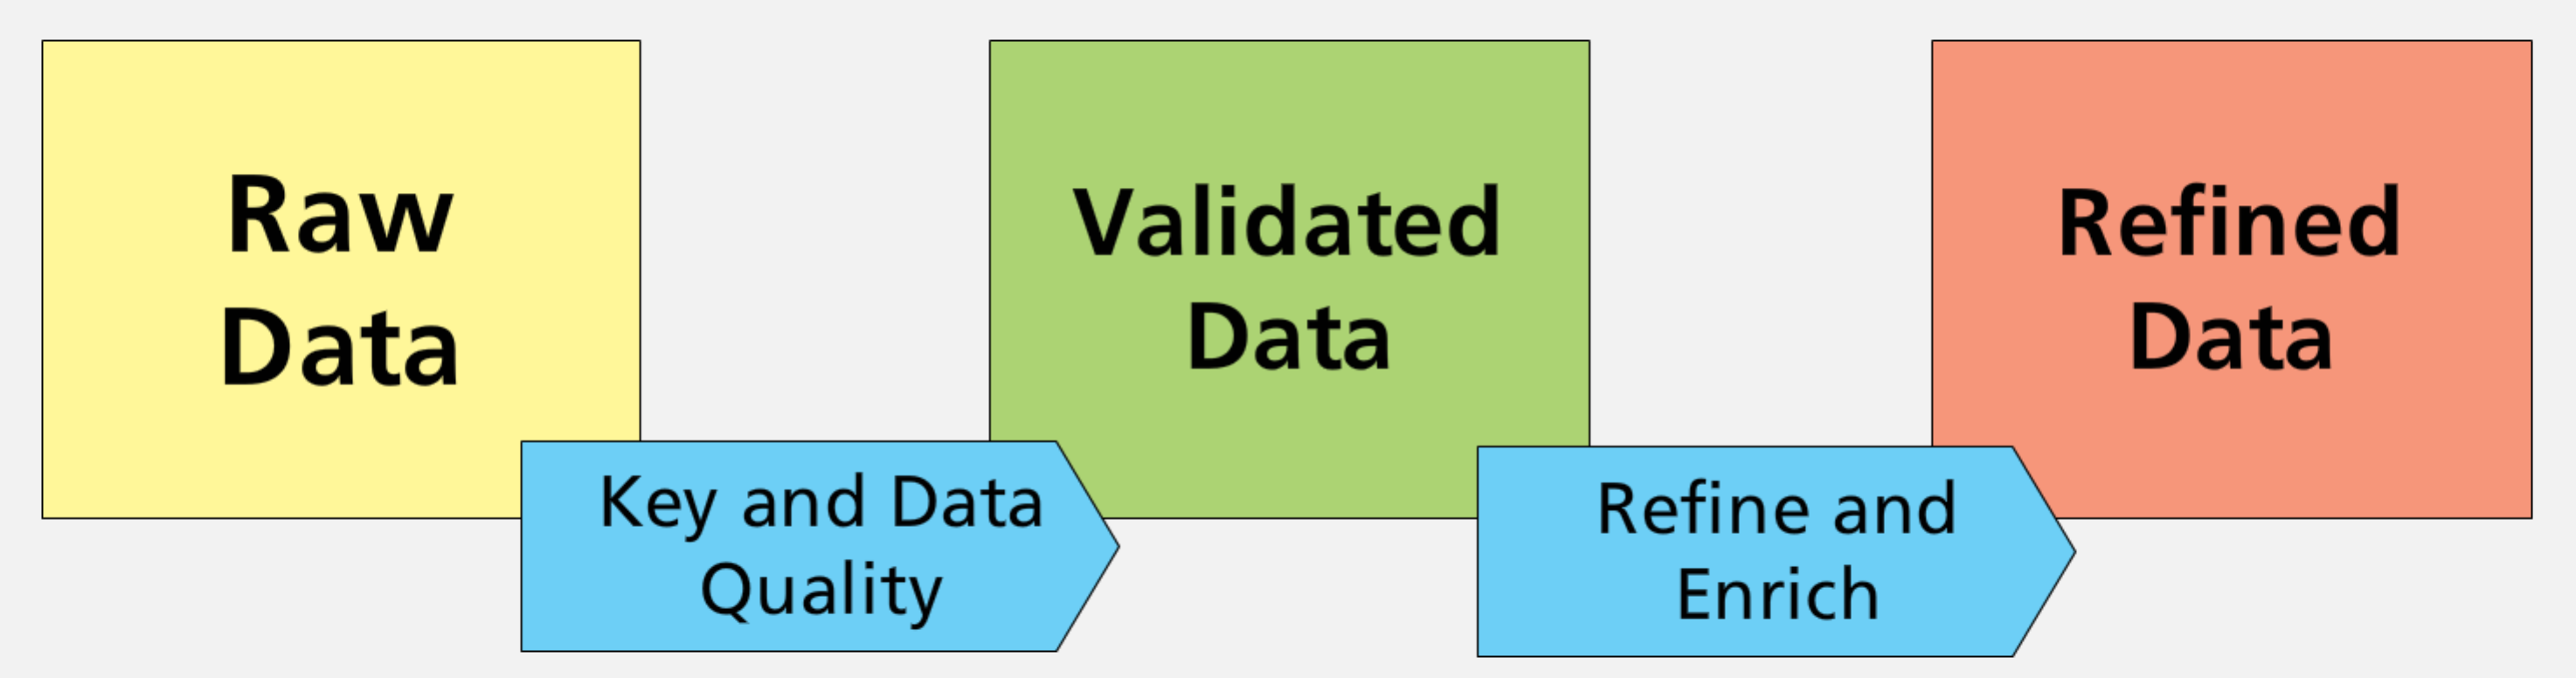 Raw
Data
Validated
Data
Refined
Data
Key and Data
Quality
Refine and
Enrich